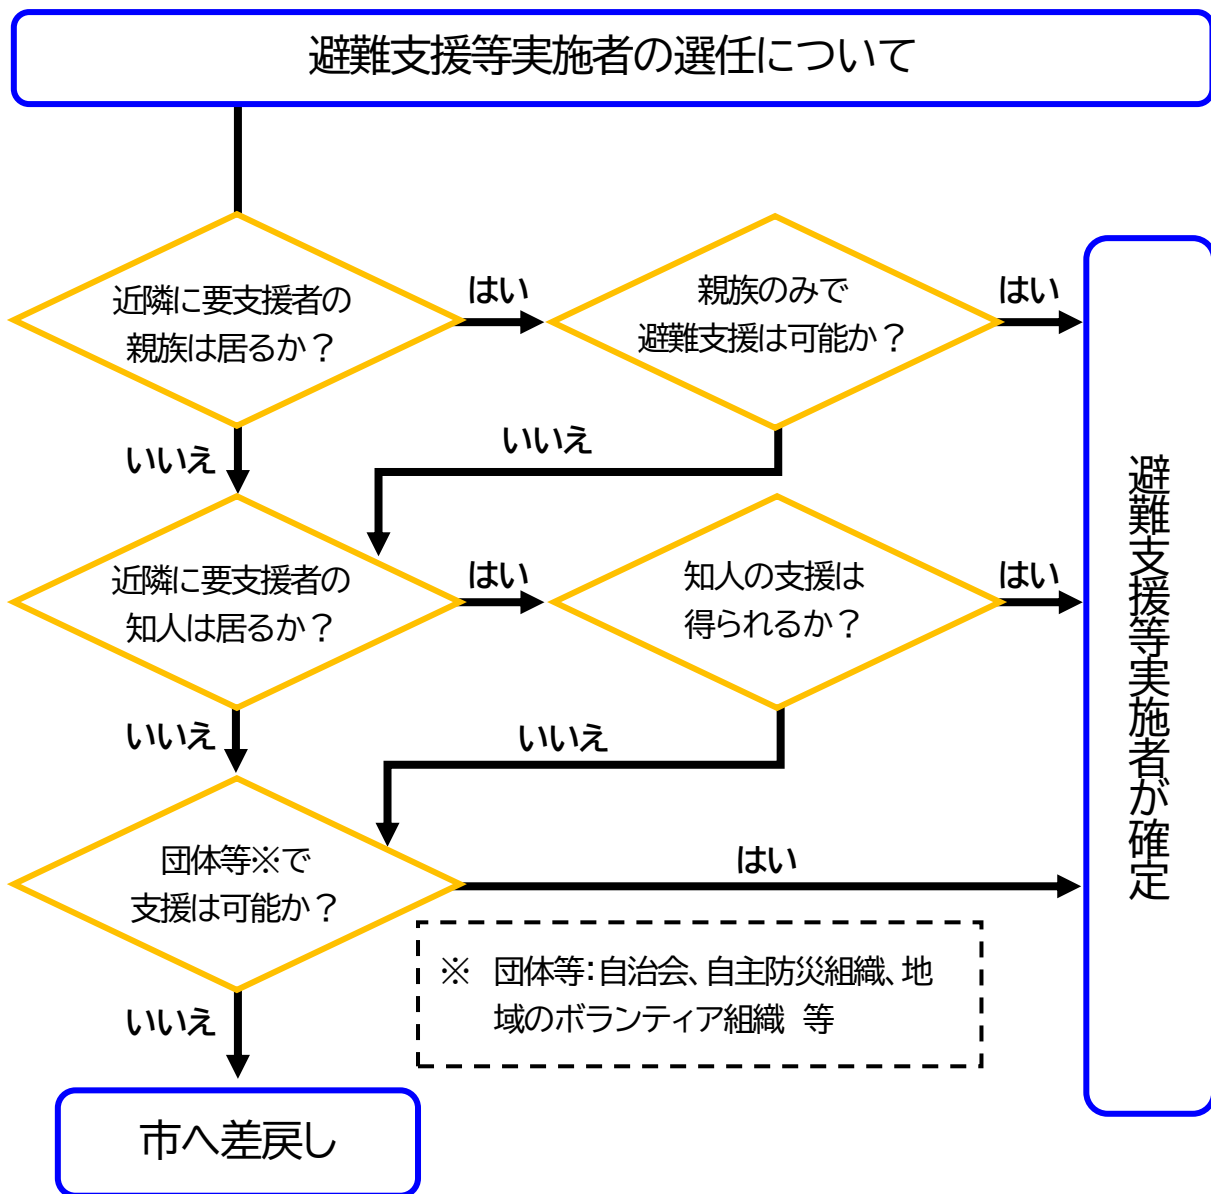 避難支援等実施者の選任について
近隣に要支援者の
親族は居るか？
はい
親族のみで
避難支援は可能か？
はい
いいえ
いいえ
近隣に要支援者の
知人は居るか？
はい
知人の支援は
得られるか？
はい
いいえ
いいえ
団体等※で
支援は可能か？
はい
避難支援等実施者が確定
※　団体等：自治会、自主防災組織、地
域のボランティア組織　等
いいえ
市へ差戻し